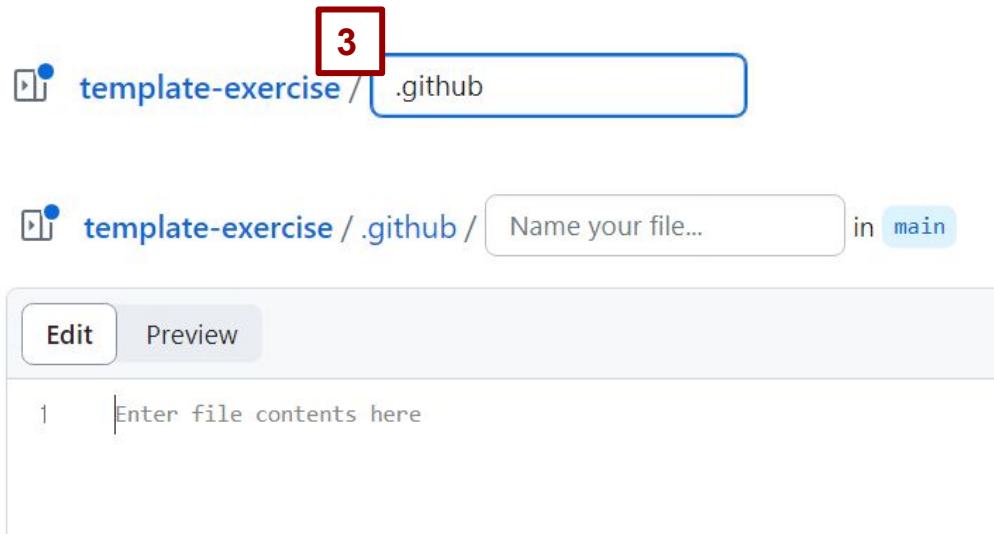 3
template-exercise / .github
template-exercise / .github / Name your file... in main
Edit Preview
1 Enter file contents here